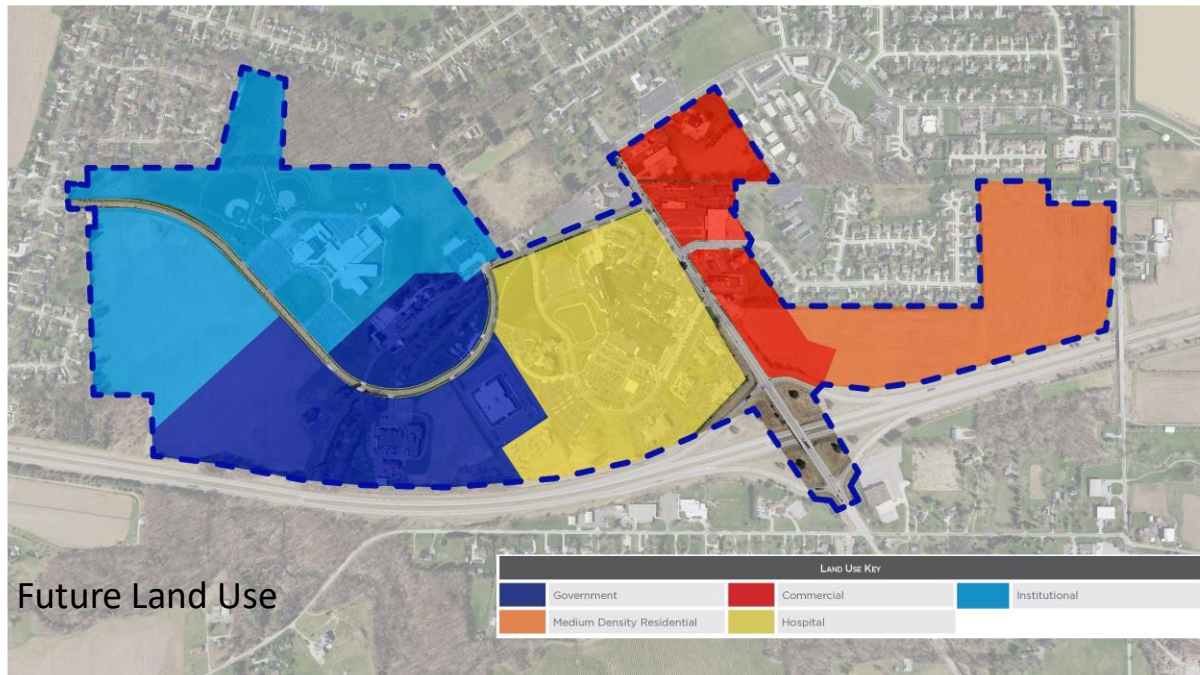 Future Land Use
LAND USE KEY
Government
Commercial
Institutional
Medium Density Residential
Hospital